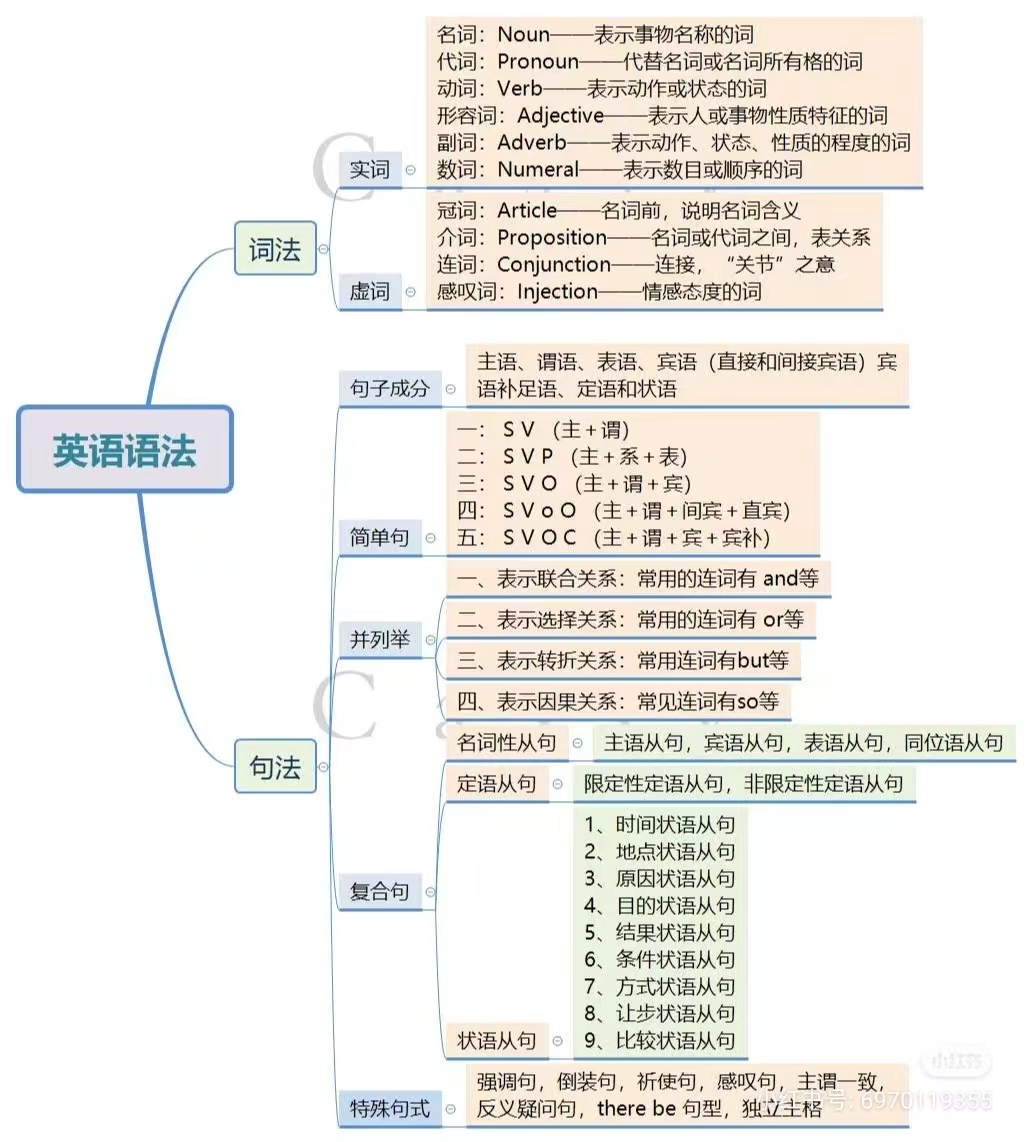 英语语法
词法
实词
名词：Noun——表示事物名称的词
代词：Pronoun——代替名词或名词所有格的词
动词：Verb——表示动作或状态的词
形容词：Adjective——表示人或事物性质特征的词
副词：Adverb——表示动作、状态、性质的程度的词
数词：Numeral——表示数目或顺序的词
虚词
冠词：Article——名词前，说明名词含义
介词：Proposition——名词或代词之间，表关系
连词：Conjunction——连接，“关节”之意
感叹词：Injection——情感态度的词
句法
句子成分
主语、谓语、表语、宾语（直接和间接宾语）宾
语补足语、定语和状语
简单句
一： S V （主+谓）
二： S V P （主+系+表）
三： S V O （主+谓+宾）
四： S V o O （主+谓+间宾+直宾）
五： S V O C （主+谓+宾+宾补）
并列举
一、表示联合关系：常用的连词有 and等
二、表示选择关系：常用的连词有 or等
三、表示转折关系：常用连词有but等
四、表示因果关系：常见连词有so等
复合句
名词性从句
主语从句，宾语从句，表语从句，同位语从句
定语从句
限定性定语从句，非限定性定语从句
状语从句
1、时间状语从句
2、地点状语从句
3、原因状语从句
4、目的状语从句
5、结果状语从句
6、条件状语从句
7、方式状语从句
8、让步状语从句
9、比较状语从句
特殊句式
强调句，倒装句，祈使句，感叹句，主谓一致，
反义疑问句，there be 句型，独立主格
小红书
小红书号: 6970119355